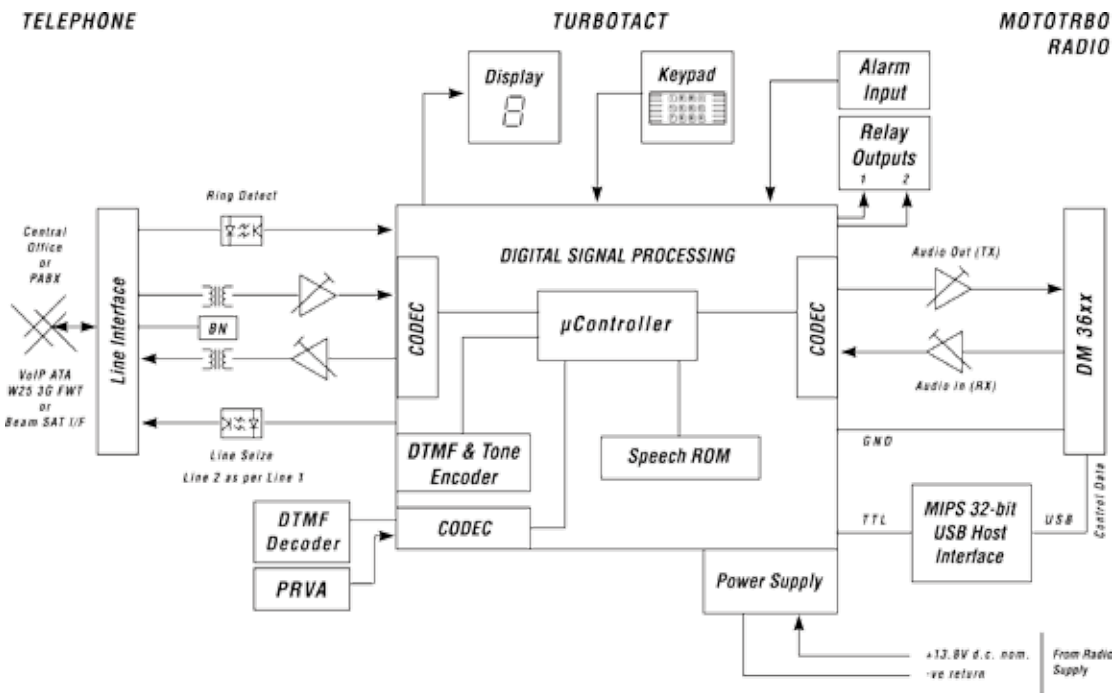 TELEPHONE
TURBOTACT
MOTOTRBO
RADIO
Display
8
Keypad
Alarm
Input
Relay
Outputs
1 2
Ring Detect
Central
Office
or
PABX
VoIP ATA
W25 3G FWT
or
Beam SAT I/F
Line Interface
BN
Line Seize
Line 2 as per Line 1
DIGITAL SIGNAL PROCESSING
CODEC
µController
CODEC
DTMF & Tone
Encoder
Speech ROM
DTMF
Decoder
CODEC
PRVA
Power Supply
Audio Out (TX)
Audio In (RX)
DM 36xx
GND
TTL
MIPS 32-bit
USB Host
Interface
USB
Control Data
+13.8V d.c. nom.
-ve return
From Radio
Supply